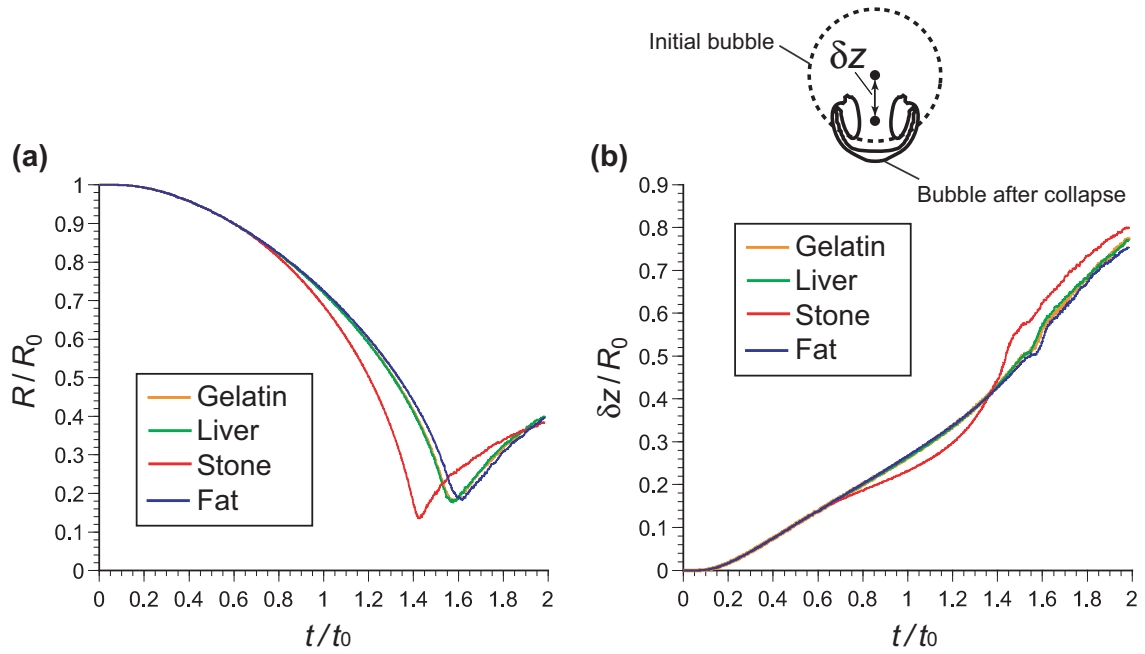 Initial bubble
δz
Bubble after collapse
(a)
1
0.9
0.8
0.7
0.6
0.5
0.4
0.3
0.2
0.1
0
R/R0
Gelatin
Liver
Stone
Fat
0 0.2 0.4 0.6 0.8 1 1.2 1.4 1.6 1.8 2
t/t0
(b)
0.9
0.8
0.7
0.6
0.5
0.4
0.3
0.2
0.1
0
δz/R0
Gelatin
Liver
Stone
Fat
0 0.2 0.4 0.6 0.8 1 1.2 1.4 1.6 1.8 2
t/t0